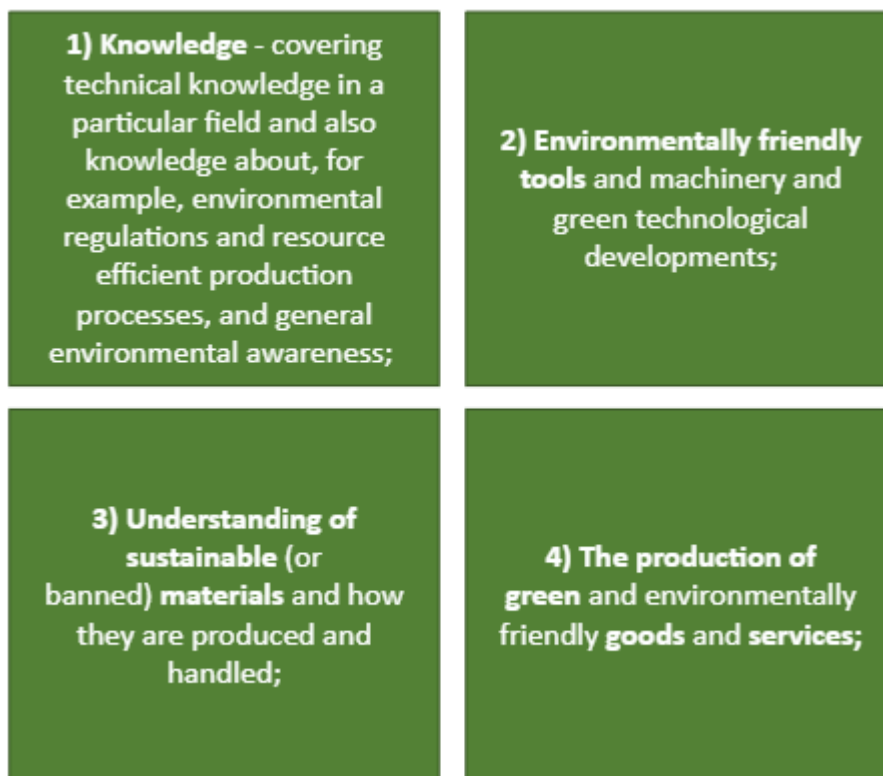 1) Knowledge - covering
technical knowledge in a
particular field and also
knowledge about, for
example, environmental
regulations and resource
efficient production
processes, and general
environmental awareness;
2) Environmentally friendly
tools and machinery and
green technological
developments;
3) Understanding of
sustainable (or
banned) materials and how
they are produced and
handled;
4) The production of
green and environmentally
friendly goods and services;